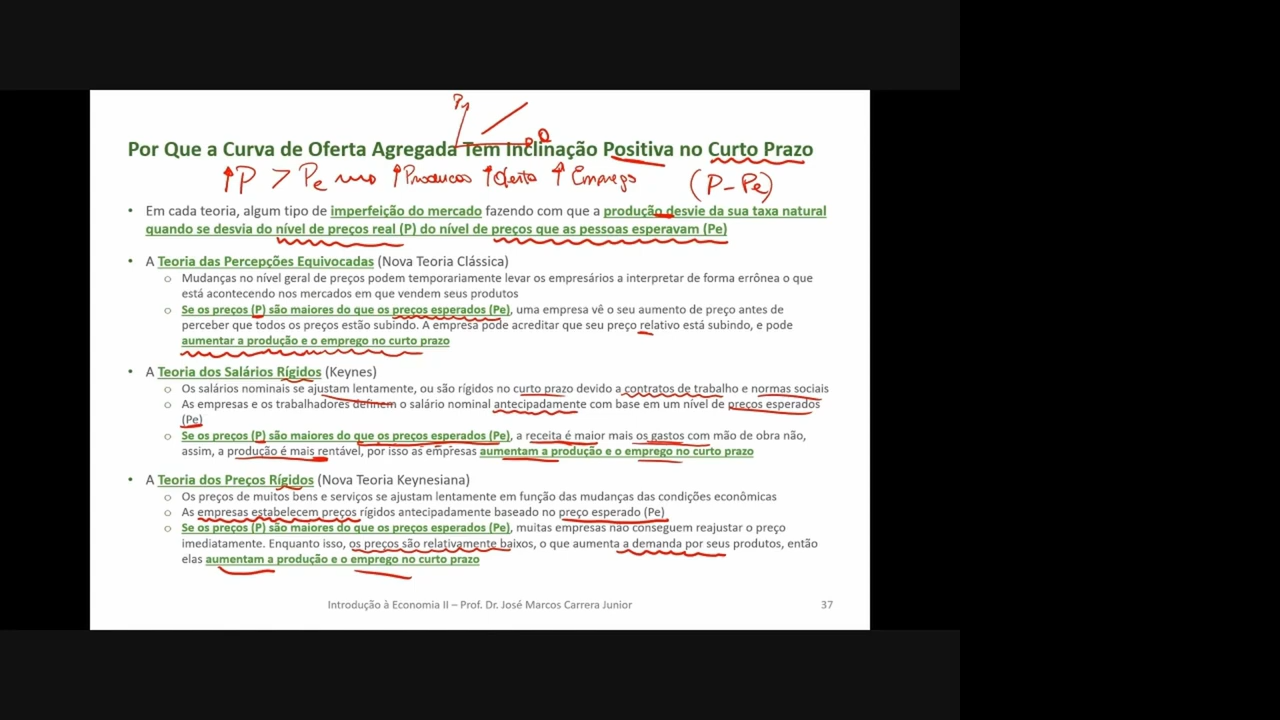 P
Q
Por Que a Curva de Oferta Agregada Tem Inclinação Positiva no Curto Prazo
↑P > Pe ↑Producao ↑Oferta ↑Emprego (P-Pe)
• Em cada teoria, algum tipo de imperfeição do mercado fazendo com que a produção desvie da sua taxa natural
quando se desvia do nível de preços real (P) do nível de preços que as pessoas esperavam (Pe)
• A Teoria das Percepções Equivocadas (Nova Teoria Clássica)
o Mudanças no nível geral de preços podem temporariamente levar os empresários a interpretar de forma errônea o que
está acontecendo nos mercados em que vendem seus produtos
o Se os preços (P) são maiores do que os preços esperados (Pe), uma empresa vê o seu aumento de preço antes de
perceber que todos os preços estão subindo. A empresa pode acreditar que seu preço relativo está subindo, e pode
aumentar a produção e o emprego no curto prazo
• A Teoria dos Salários Rígidos (Keynes)
o Os salários nominais se ajustam lentamente, ou são rígidos no curto prazo devido a contratos de trabalho e normas sociais
o As empresas e os trabalhadores definem o salário nominal antecipadamente com base em um nível de preços esperados
(Pe)
o Se os preços (P) são maiores do que os preços esperados (Pe), a receita é maior mais os gastos com mão de obra não,
assim, a produção é mais rentável, por isso as empresas aumentam a produção e o emprego no curto prazo
• A Teoria dos Preços Rígidos (Nova Teoria Keynesiana)
o Os preços de muitos bens e serviços se ajustam lentamente em função das mudanças das condições econômicas
o As empresas estabelecem preços rígidos antecipadamente baseado no preço esperado (Pe)
o Se os preços (P) são maiores do que os preços esperados (Pe), muitas empresas não conseguem reajustar o preço
imediatamente. Enquanto isso, os preços são relativamente baixos, o que aumenta a demanda por seus produtos, então
elas aumentam a produção e o emprego no curto prazo
Introdução à Economia II – Prof. Dr. José Marcos Carrera Junior 37